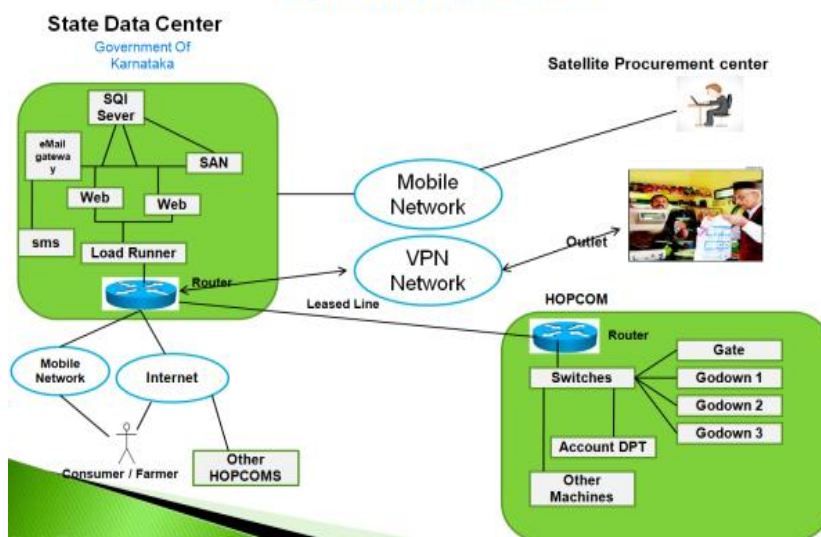 State Data Center
Government Of
Karnataka
SQl
Sever
eMail
gatewa
y
SAN
Web
Web
sms
Load Runner
Router
Mobile
Network
Internet
Consumer / Farmer
Other
HOPCOMS
Mobile
Network
VPN
Network
Leased Line
Satellite Procurement center
Outlet
HOPCOM
Router
Switches
Gate
Godown 1
Godown 2
Godown 3
Account DPT
Other
Machines